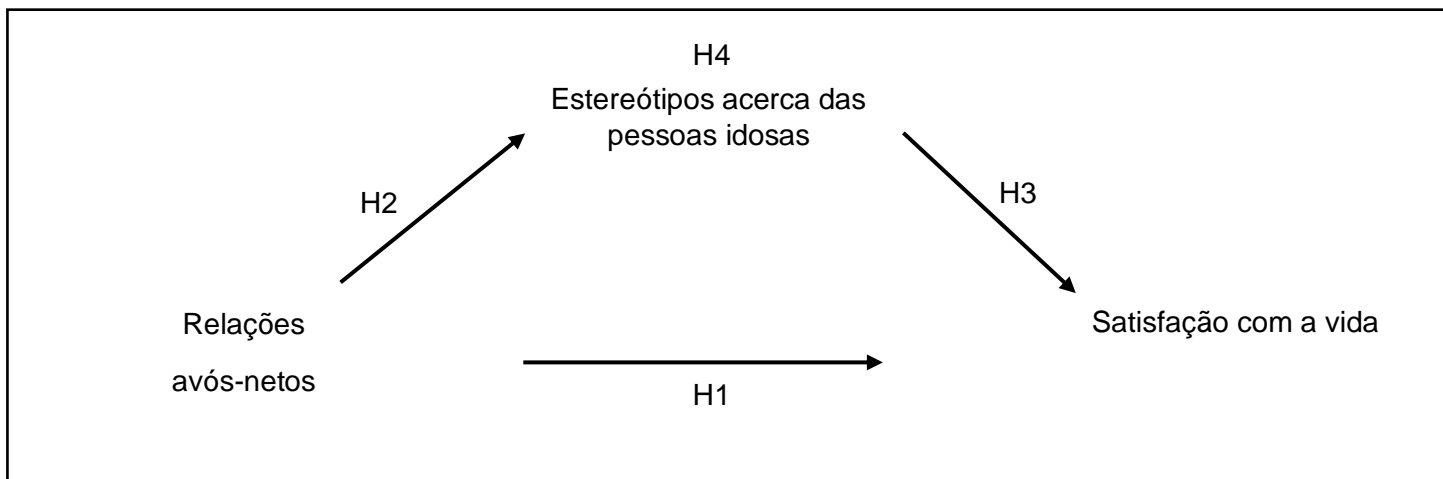 H4
Estereótipos acerca das
pessoas idosas
H2
H3
Relações
avós-netos
Satisfação com a vida
H1